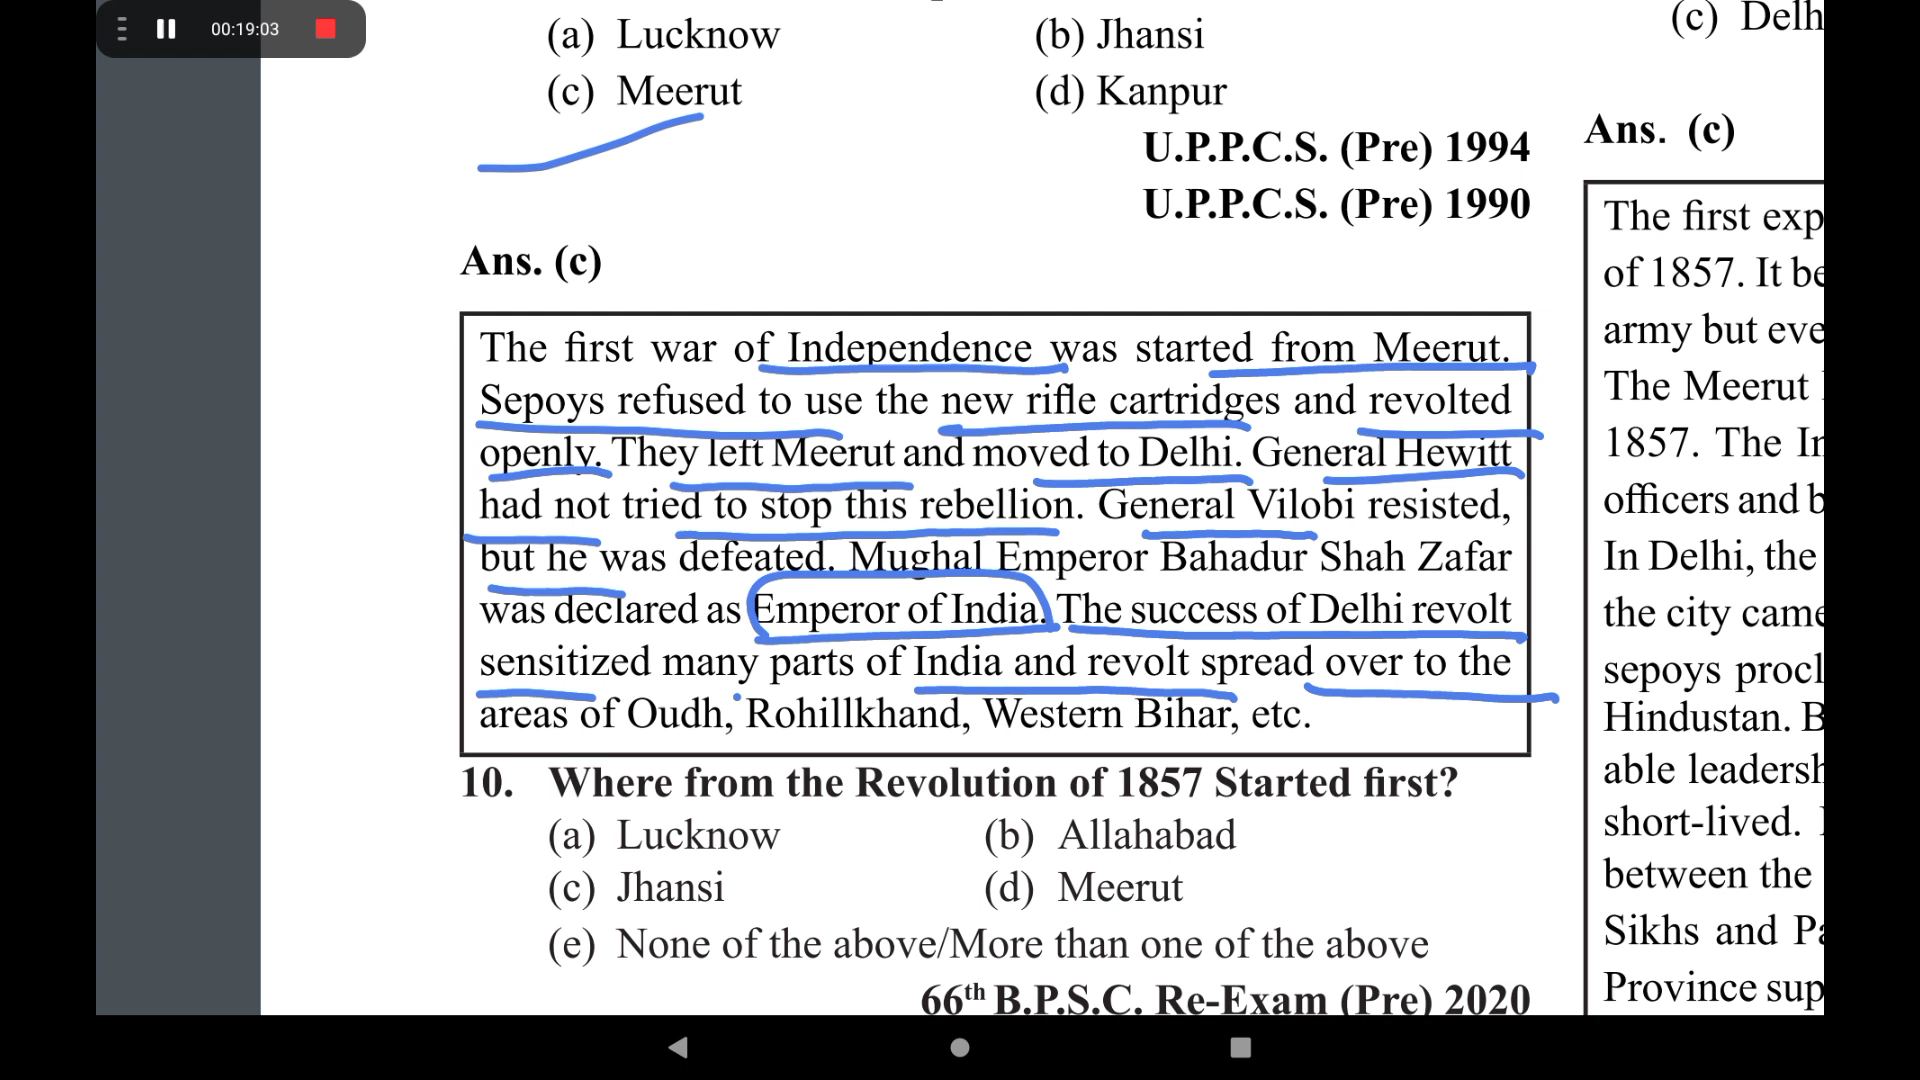 00:19:03
(a) Lucknow (b) Jhansi
(c) Meerut (d) Kanpur
U.P.P.C.S. (Pre) 1994
U.P.P.C.S. (Pre) 1990
Ans. (c)
The first war of Independence was started from Meerut.
Sepoys refused to use the new rifle cartridges and revolted
openly. They left Meerut and moved to Delhi. General Hewitt
had not tried to stop this rebellion. General Vilobi resisted,
but he was defeated. Mughal Emperor Bahadur Shah Zafar
was declared as Emperor of India. The success of Delhi revolt
sensitized many parts of India and revolt spread over to the
areas of Oudh, Rohillkhand, Western Bihar, etc.
10. Where from the Revolution of 1857 Started first?
(a) Lucknow (b) Allahabad
(c) Jhansi (d) Meerut
(e) None of the above/More than one of the above
66th B.P.S.C. Re-Exam (Pre) 2020
(c) Delh
Ans. (c)
The first exp
of 1857. It be
army but eve
The Meerut
1857. The In
officers and b
In Delhi, the
the city came
sepoys procl
Hindustan. B
able leadersh
short-lived.
between the
Sikhs and Pa
Province sup